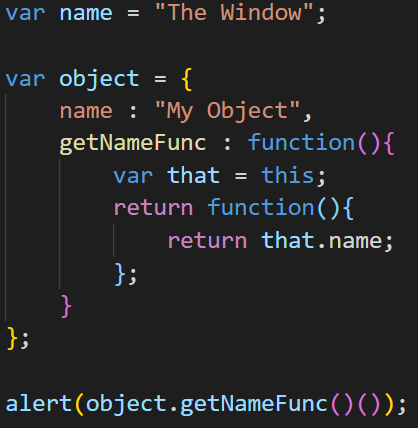 var name = "The Window";
var object = {
name : "My Object",
getNameFunc : function(){
var that = this;
return function(){
return that.name;
};
}
};
alert(object.getNameFunc()());